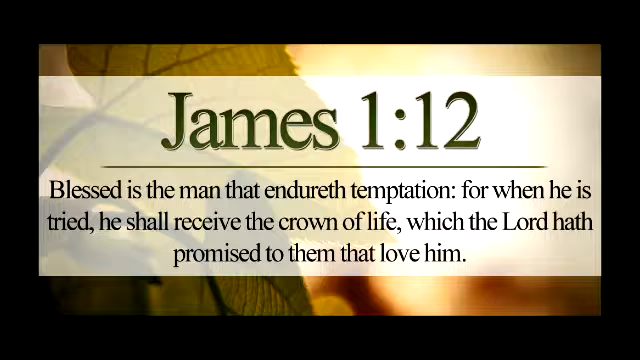 James 1:12
Blessed is the man that endureth temptation: for when he is
tried, he shall receive the crown of life, which the Lord hath
promised to them that love him.